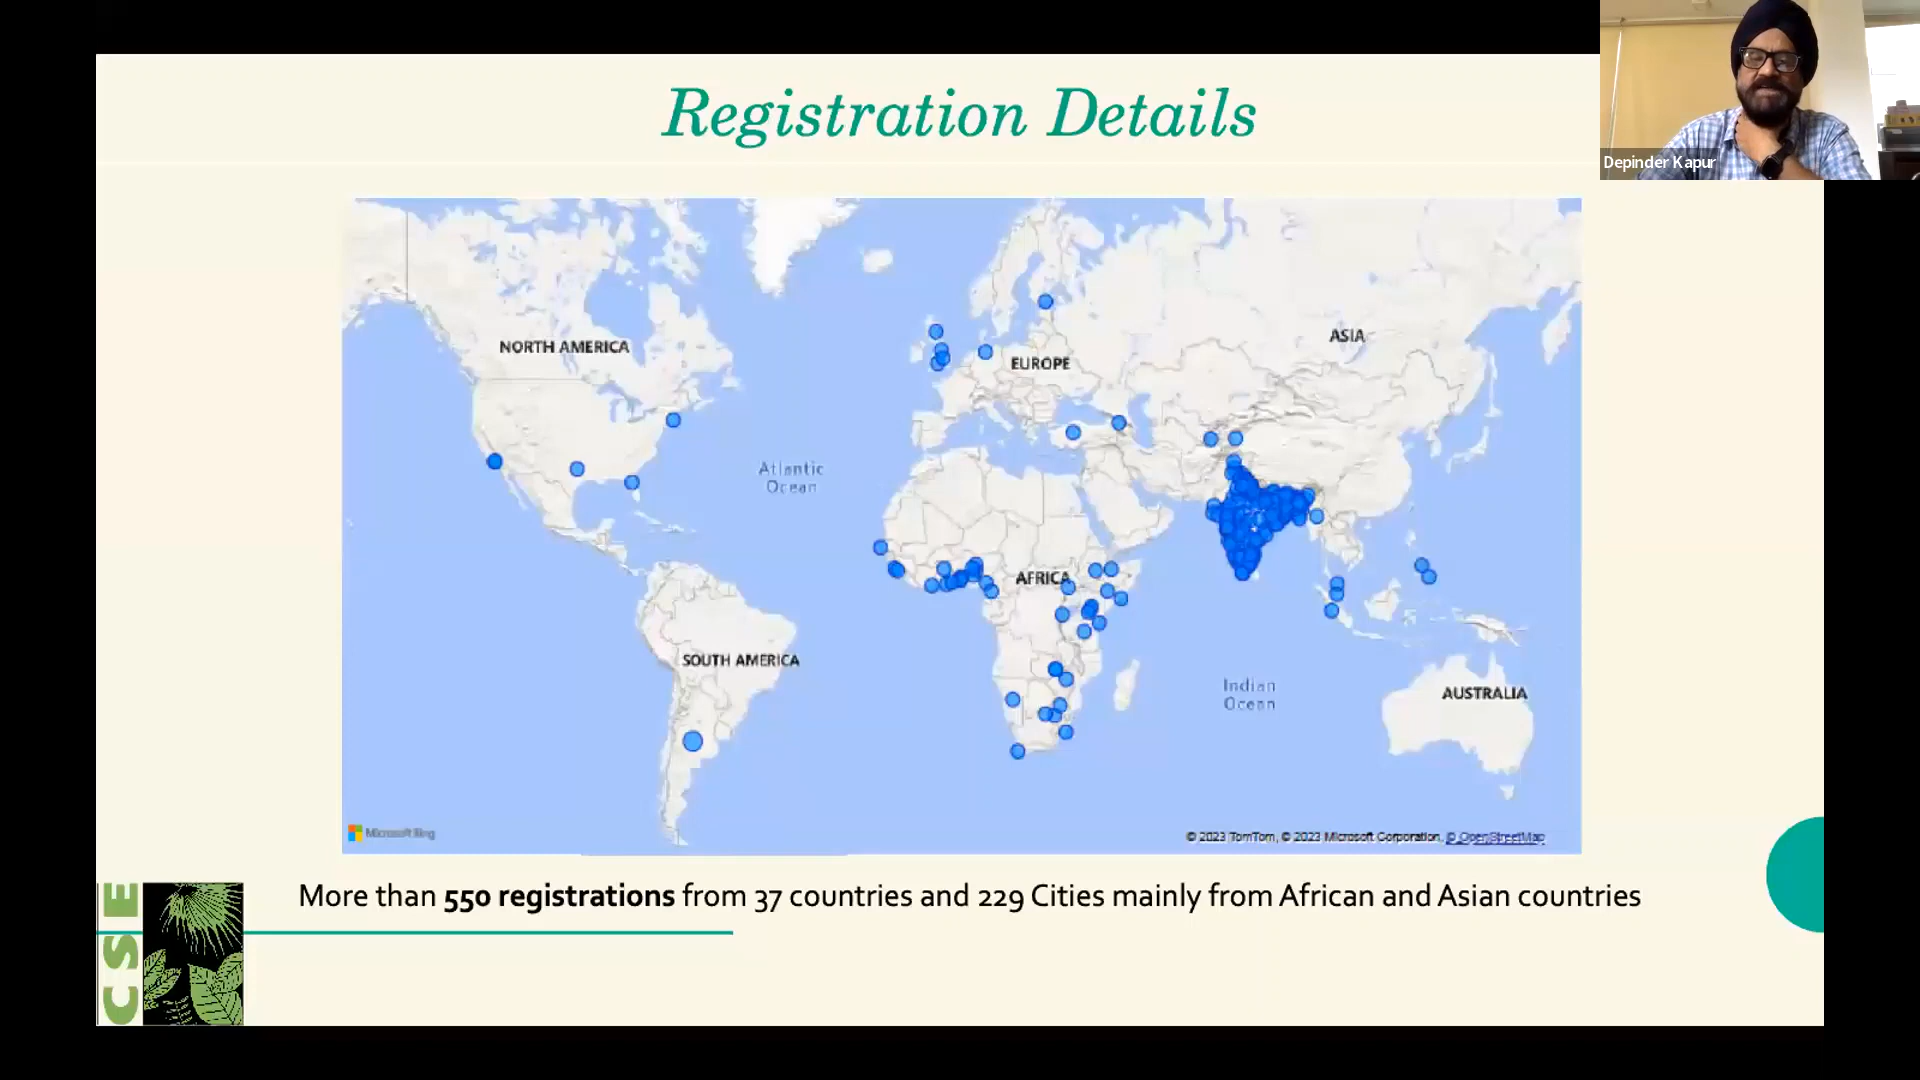 Registration Details
Depinder Kapur
NORTH AMERICA
ASIA
EUROPE
Atlantic
Ocean
AFRICA
SOUTH AMERICA
Indian
Ocean
AUSTRALIA
Microsoft Bing
© 2023 TomTom, © 2023 Microsoft Corporation, © OpenStreetMap
More than 550 registrations from 37 countries and 229 Cities mainly from African and Asian countries
CSE